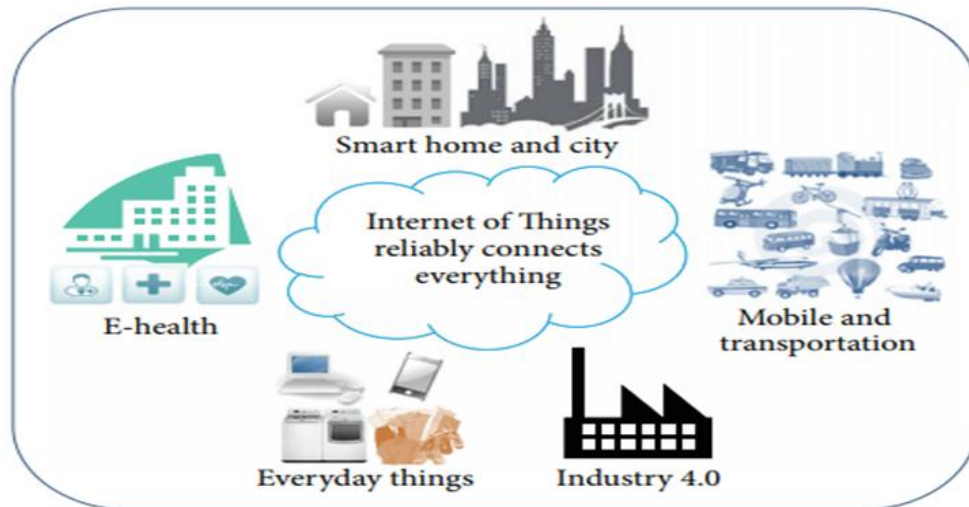 Smart home and city
Internet of Things
reliably connects
everything
E-health
Mobile and
transportation
Everyday things
Industry 4.0